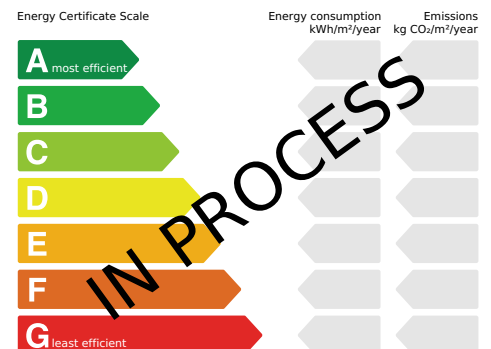 Energy Certificate Scale
Energy consumption
kWh/m²/year
Emissions
kg CO₂/m²/year
A most efficient
B
C
D
E
F
G least efficient
IN PROCESS